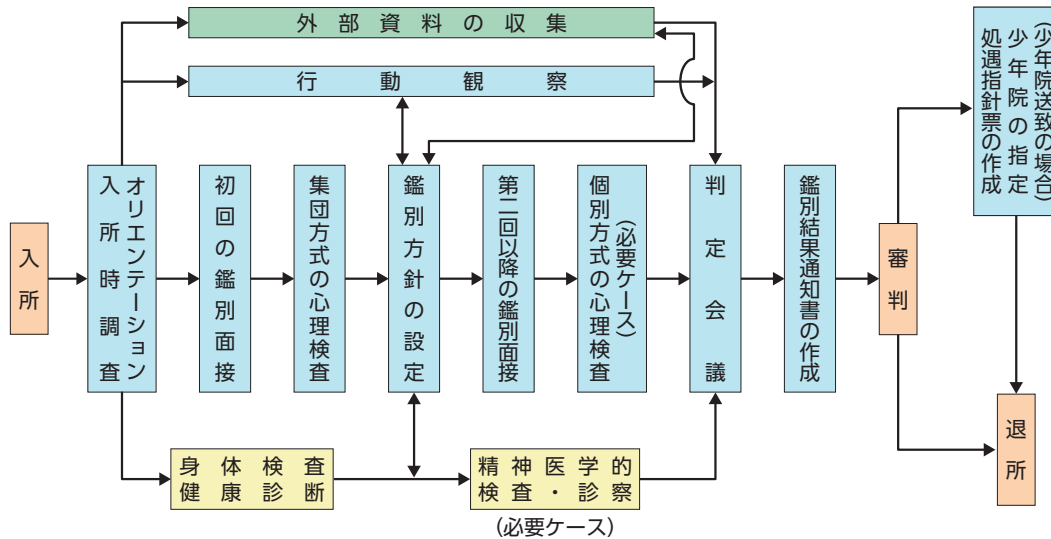 外部資料の収集
行動観察
入所
オリエンテーション
入所時調査
初回の鑑別面接
集団方式の心理検査
鑑別方針の設定
第二回以降の鑑別面接
(必要ケース)
個別方式の心理検査
判定会議
鑑別結果通知書の作成
審判
(少年院送致の場合)
少年院の指定
処遇指針票の作成
退所
身体検査
健康診断
精神医学的
検査・診察
(必要ケース)